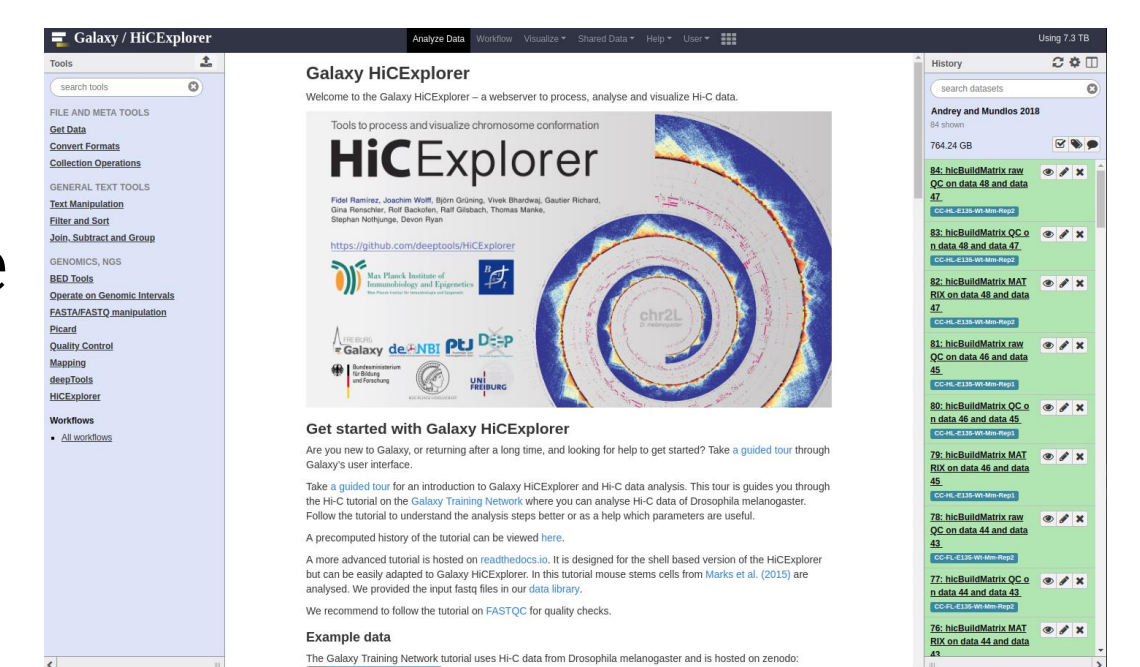 Galaxy / HiCExplorer
Analyze Data Workflow Visualize Shared Data Help User
Using 7.3 TB
Tools
search tools
FILE AND META TOOLS
Get Data
Convert Formats
Collection Operations
GENERAL TEXT TOOLS
Text Manipulation
Filter and Sort
Join, Subtract and Group
GENOMICS, NGS
BED Tools
Operate on Genomic Intervals
FASTA/FASTQ manipulation
Picard
Quality Control
Mapping
deepTools
HiCExplorer
Workflows
All workflows
e
Galaxy HiCExplorer
Welcome to the Galaxy HiCExplorer – a webserver to process, analyse and visualize Hi-C data.
Tools to process and visualize chromosome conformation
HiCExplorer
Fidel Ramirez, Joachim Wolff, Björn Grüning, Vivek Bhardwaj, Gautier Richard,
Gina Renschler, Rolf Backofen, Ralf Gilsbach, Thomas Manke,
Stephan Nothjunge, Devon Ryan
https://github.com/deeptools/HiCExplorer
Max Planck Institute of
Immunobiology and Epigenetics
chr2L
D. melanogaster
FREIBURG
Galaxy
de.NBI
DEEP
Bundesministerium
für Bildung
und Forschung
UNI
FREIBURG
Get started with Galaxy HiCExplorer
Are you new to Galaxy, or returning after a long time, and looking for help to get started? Take a guided tour through
Galaxy's user interface.
Take a guided tour for an introduction to Galaxy HiCExplorer and Hi-C data analysis. This tour is guides you through
the Hi-C tutorial on the Galaxy Training Network where you can analyse Hi-C data of Drosophila melanogaster.
Follow the tutorial to understand the analysis steps better or as a help which parameters are useful.
A precomputed history of the tutorial can be viewed here.
A more advanced tutorial is hosted on readthedocs.io. It is designed for the shell based version of the HiCExplorer
but can be easily adapted to Galaxy HiCExplorer. In this tutorial mouse stems cells from Marks et al. (2015) are
analysed. We provided the input fastq files in our data library.
We recommend to follow the tutorial on FASTQC for quality checks.
Example data
The Galaxy Training Network tutorial uses Hi-C data from Drosophila melanogaster and is hosted on zenodo:
History
search datasets
Andrey and Mundlos 2018
84 shown
764.24 GB
84: hicBuildMatrix raw
QC on data 48 and data
47
CC-HL-E135-Wt-Mm-Rep2
83: hicBuildMatrix QC o
n data 48 and data 47
CC-HL-E135-Wt-Mm-Rep2
82: hicBuildMatrix MAT
RIX on data 48 and data
47
CC-HL-E135-Wt-Mm-Rep2
81: hicBuildMatrix raw
QC on data 46 and data
45
CC-HL-E135-Wt-Mm-Rep1
80: hicBuildMatrix QC o
n data 46 and data 45
CC-HL-E135-Wt-Mm-Rep1
79: hicBuildMatrix MAT
RIX on data 46 and data
45
CC-HL-E135-Wt-Mm-Rep1
78: hicBuildMatrix raw
QC on data 44 and data
43
CC-FL-E135-Wt-Mm-Rep2
77: hicBuildMatrix QC o
n data 44 and data 43
CC-FL-E135-Wt-Mm-Rep2
76: hicBuildMatrix MAT
RIX on data 44 and data
43